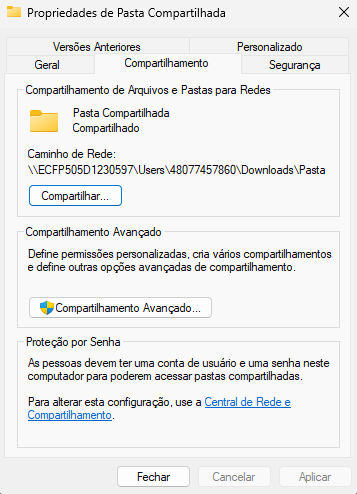 Propriedades de Pasta Compartilhada
Versões Anteriores
Personalizado
Geral
Compartilhamento
Segurança
Compartilhamento de Arquivos e Pastas para Redes
Pasta Compartilhada
Compartilhado
Caminho de Rede:
\\ECFP505D1230597\Users\48077457860\Downloads\Pasta
Compartilhar...
Compartilhamento Avançado
Define permissões personalizadas, cria vários compartilhamentos
e define outras opções avançadas de compartilhamento.
Compartilhamento Avançado...
Proteção por Senha
As pessoas devem ter uma conta de usuário e uma senha neste
computador para poderem acessar pastas compartilhadas.
Para alterar esta configuração, use a Central de Rede e
Compartilhamento.
Fechar
Cancelar
Aplicar